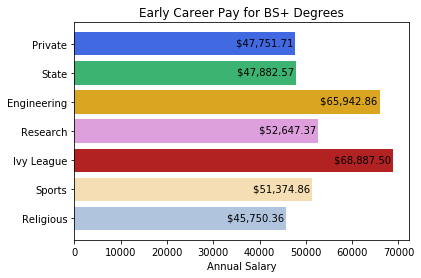 Early Career Pay for BS+ Degrees
Private $47,751.71
State $47,882.57
Engineering $65,942.86
Research $52,647.37
Ivy League $68,887.50
Sports $51,374.86
Religious $45,750.36
0 10000 20000 30000 40000 50000 60000 70000
Annual Salary